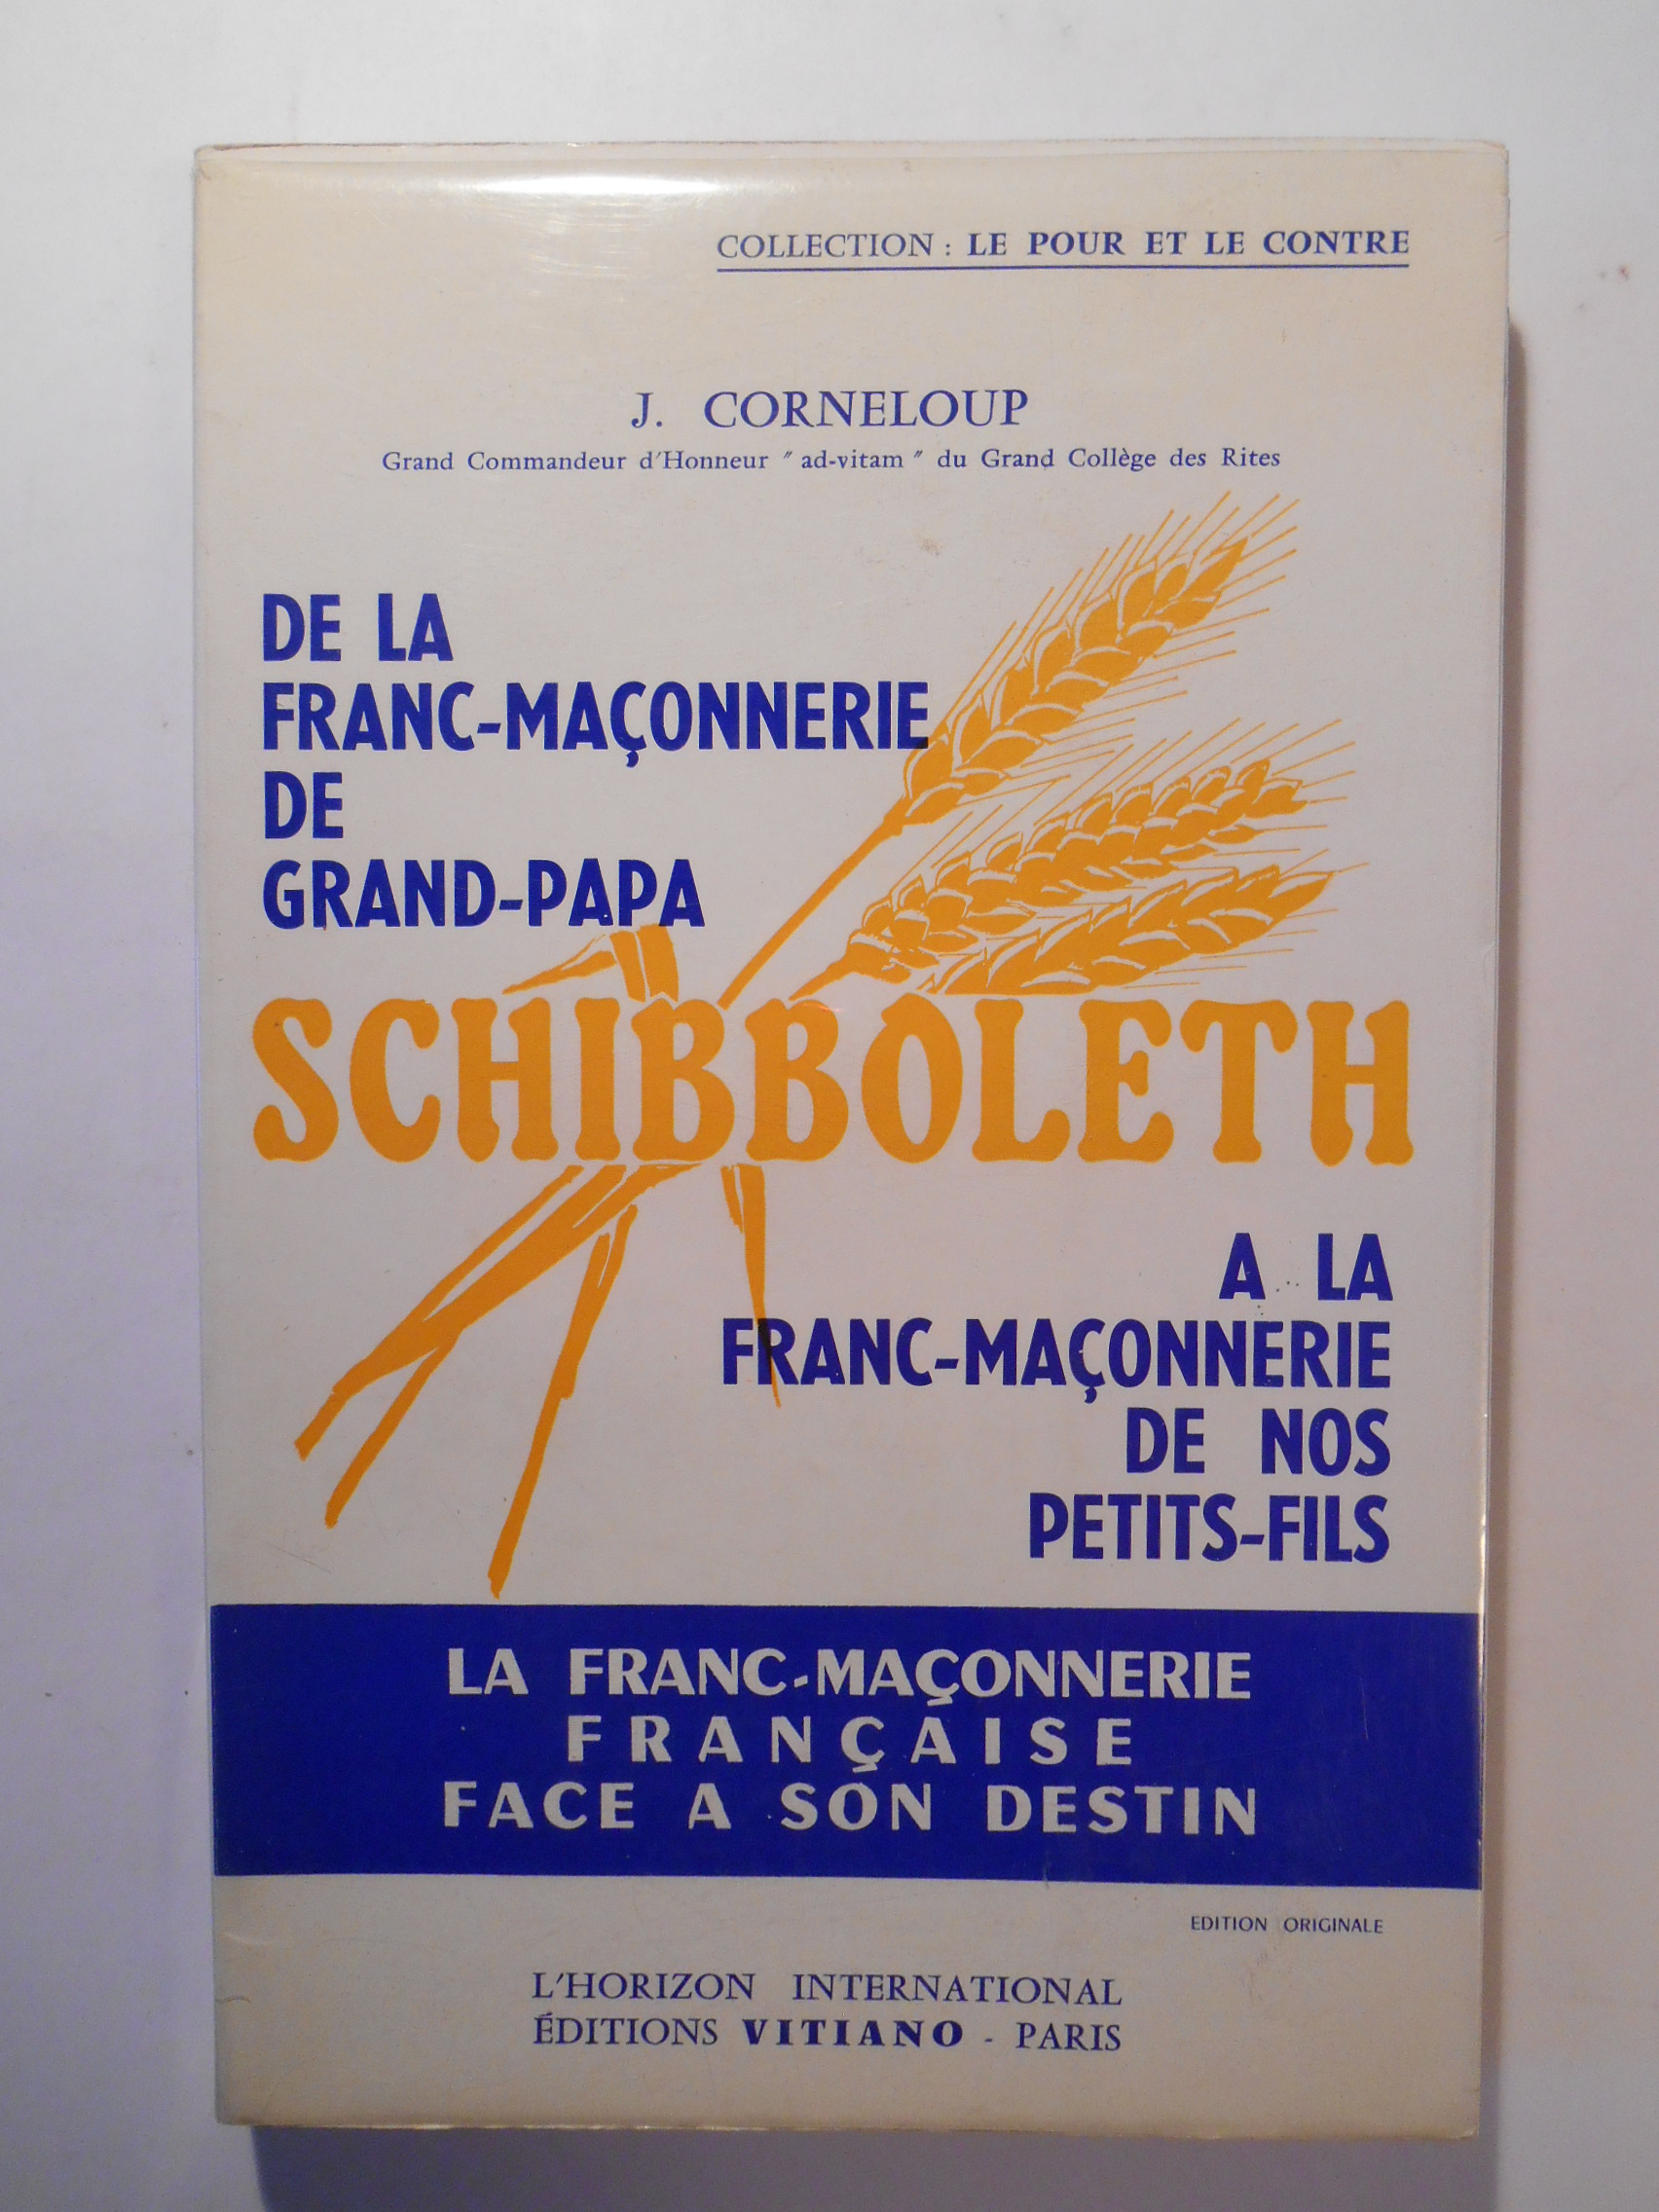 COLLECTION : LE POUR ET LE CONTRE
J. CORNELOUP
Grand Commandeur d'Honneur " ad-vitam " du Grand Collège des Rites
DE LA
FRANC-MAÇONNERIE
DE
GRAND-PAPA
SCHIBBOLETH
A LA
FRANC-MAÇONNERIE
DE NOS
PETITS-FILS
LA FRANC-MAÇONNERIE
FRANÇAISE
FACE A SON DESTIN
EDITION ORIGINALE
L'HORIZON INTERNATIONAL
ÉDITIONS VITIANO - PARIS